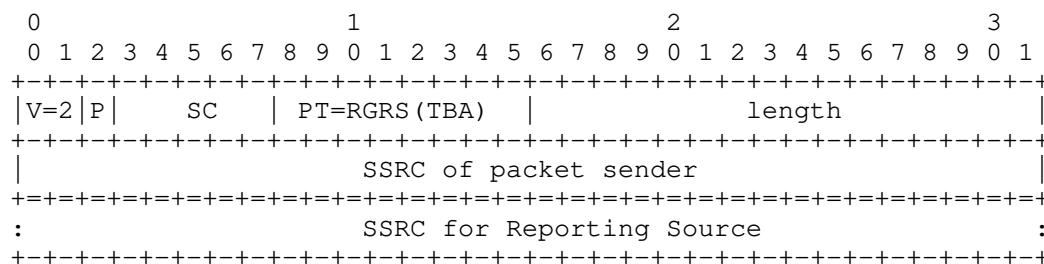 0                   1                   2                   3
 0 1 2 3 4 5 6 7 8 9 0 1 2 3 4 5 6 7 8 9 0 1 2 3 4 5 6 7 8 9 0 1
+-+-+-+-+-+-+-+-+-+-+-+-+-+-+-+-+-+-+-+-+-+-+-+-+-+-+-+-+-+-+-+-+
|V=2|P|    SC   | PT=RGRS(TBA)  |             length            |
+-+-+-+-+-+-+-+-+-+-+-+-+-+-+-+-+-+-+-+-+-+-+-+-+-+-+-+-+-+-+-+-+
|                     SSRC of packet sender                     |
+=+=+=+=+=+=+=+=+=+=+=+=+=+=+=+=+=+=+=+=+=+=+=+=+=+=+=+=+=+=+=+=+
:                     SSRC for Reporting Source                 :
+-+-+-+-+-+-+-+-+-+-+-+-+-+-+-+-+-+-+-+-+-+-+-+-+-+-+-+-+-+-+-+-+